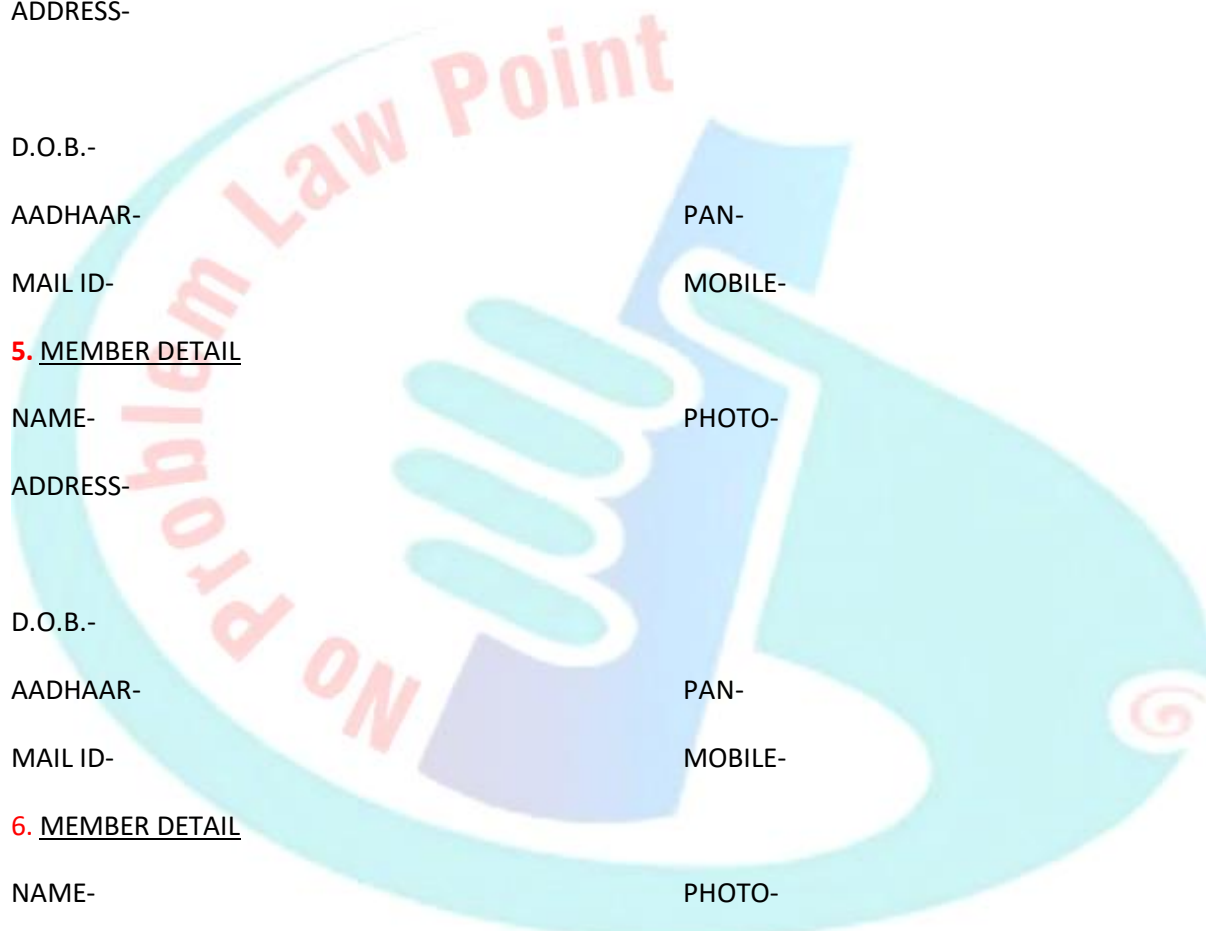 ADDRESS-
D.O.B.-
AADHAAR- PAN-
MAIL ID- MOBILE-
5. MEMBER DETAIL
NAME- PHOTO-
ADDRESS-
D.O.B.-
AADHAAR- PAN-
MAIL ID- MOBILE-
6. MEMBER DETAIL
NAME- PHOTO-
No Problem Law Point